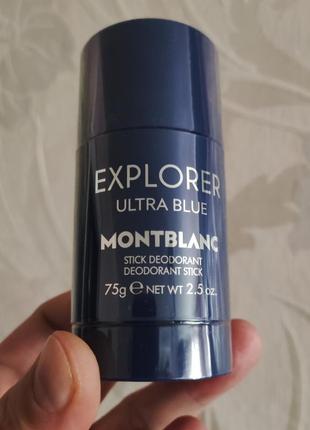 EXPLORER
ULTRA BLUE
MONTBLANC
STICK DEODORANT
DEODORANT STICK
75g ℮ NET WT 2.5 oz.